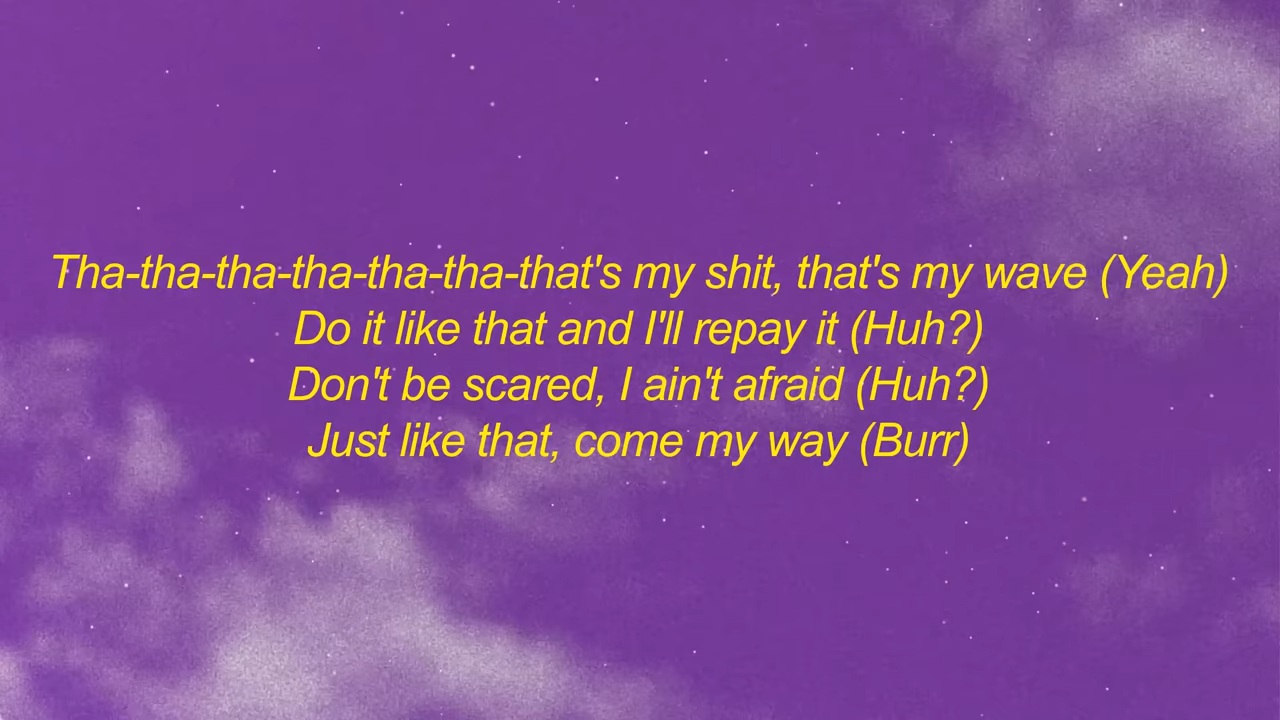 Tha-tha-tha-tha-tha-tha-that's my shit, that's my wave (Yeah)
Do it like that and I'll repay it (Huh?)
Don't be scared, I ain't afraid (Huh?)
Just like that, come my way (Burr)